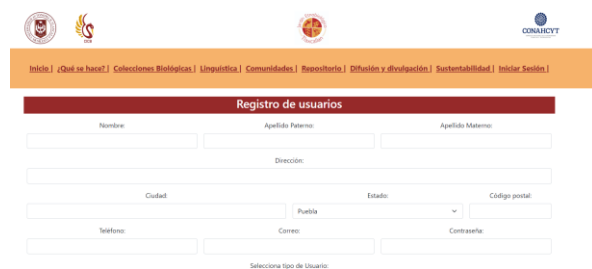 CONAHCYT
Inicio | ¿Qué se hace? | Colecciones Biológicas | Linguística | Comunidades | Repositorio | Difusión y divulgación | Sustentabilidad | Iniciar Sesión |
Registro de usuarios
Nombre: Apellido Paterno: Apellido Materno:
Dirección:
Ciudad: Estado: Código postal:
Puebla
Teléfono: Correo: Contraseña:
Selecciona tipo de Usuario: